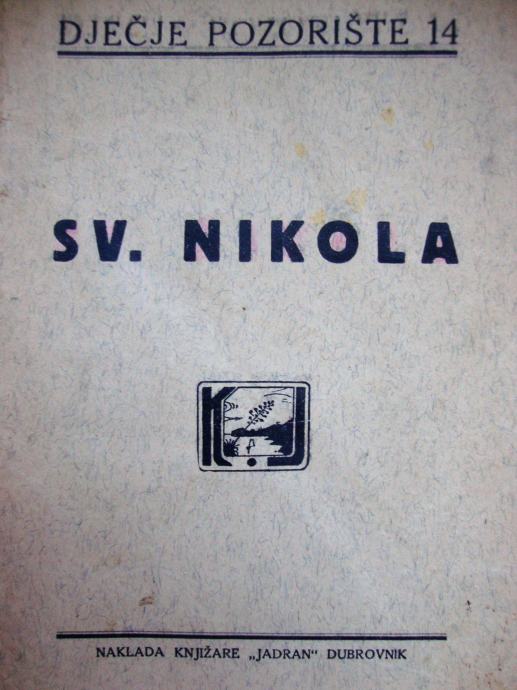 DJEČJE POZORIŠTE 14
SV. NIKOLA
K.J
NAKLADA KNJIŽARE „JADRAN“ DUBROVNIK